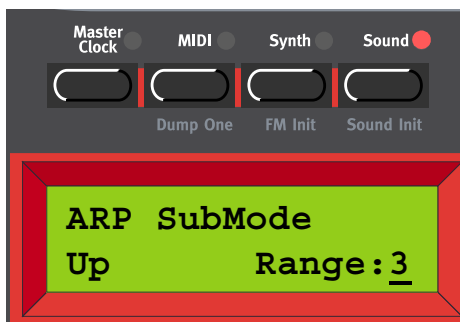 Master Clock MIDI Synth Sound
Dump One FM Init Sound Init
ARP SubMode
Up Range:3